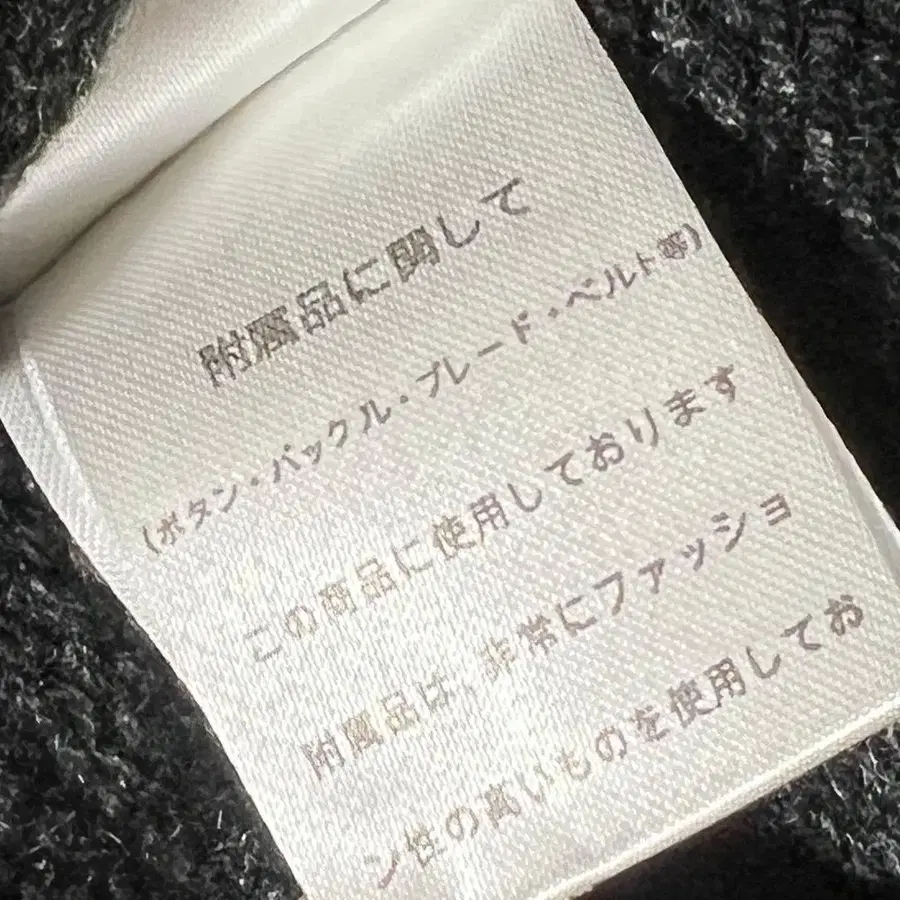 附属品に関して
(ボタン・バックル・ブレード・ベルト等)
この商品に使用しております
附属品は、非常にファッショ
ン性の高いものを使用してお